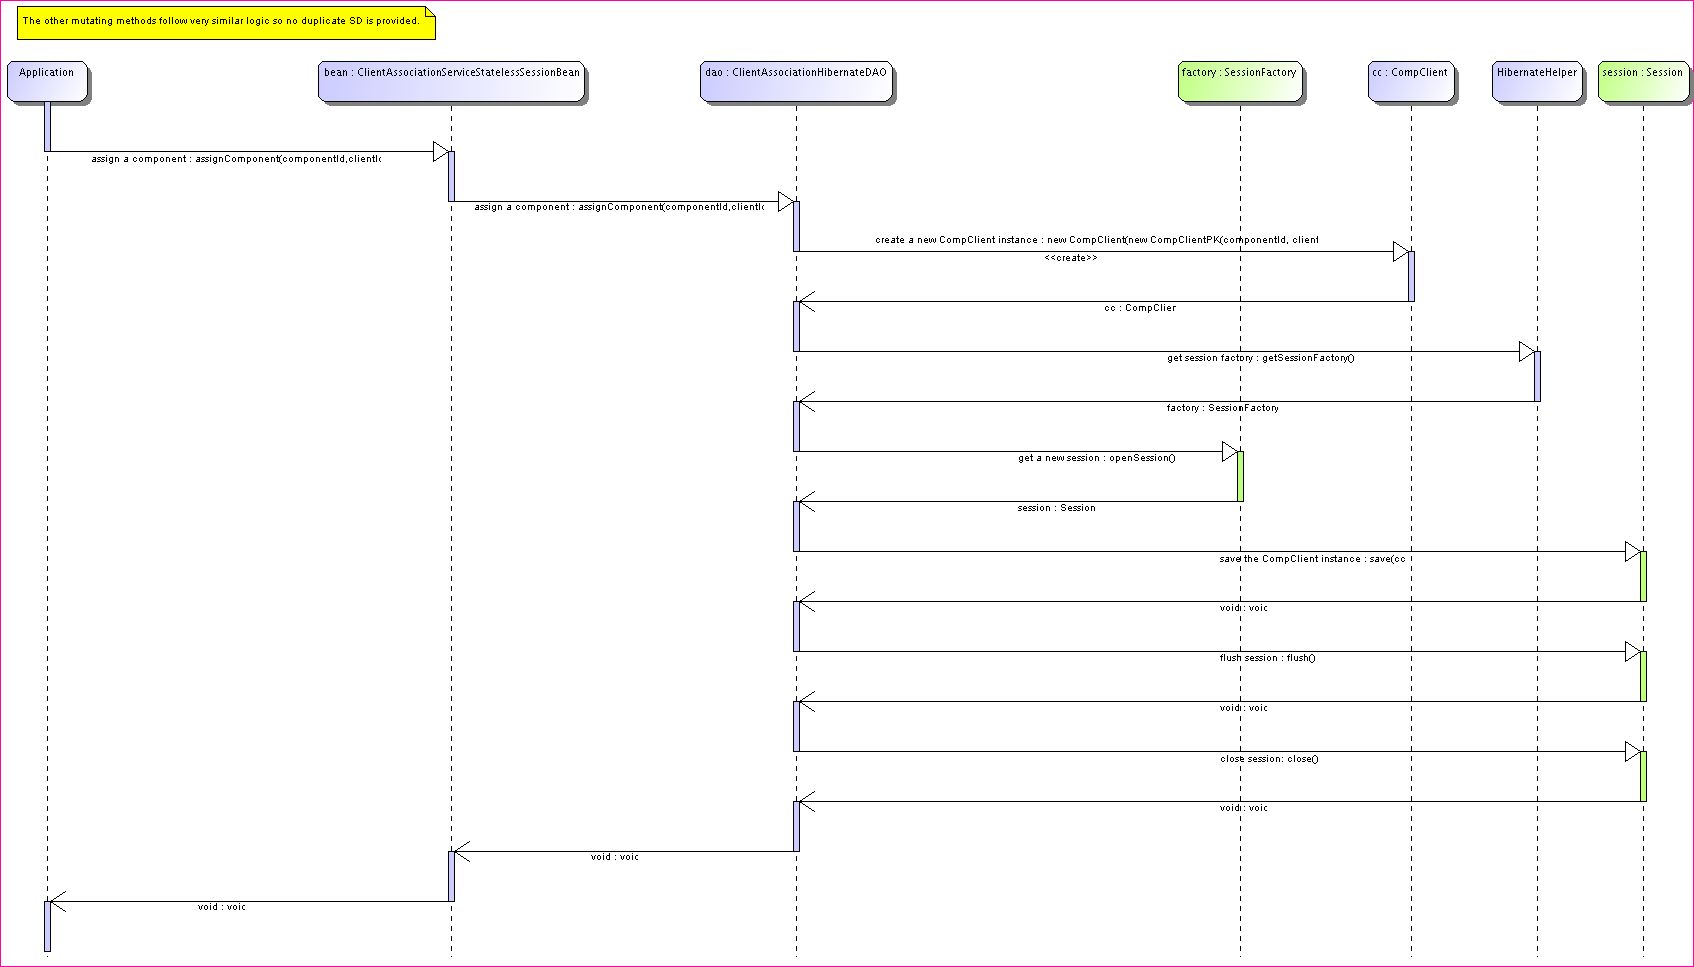 The other mutating methods follow very similar logic so no duplicate SD is provided.
Application
bean : ClientAssociationServiceStatelessSessionBean
dao : ClientAssociationHibernateDAO
factory : SessionFactory
cc : CompClient
HibernateHelper
session : Session
assign a component : assignComponent(componentId,clientId
assign a component : assignComponent(componentId,clientId
create a new CompClient instance : new CompClient(new CompClientPK(componentId, client
<<create>>
cc : CompClier
get session factory : getSessionFactory()
factory : SessionFactory
get a new session : openSession()
session : Session
save the CompClient instance : save(cc
void : voic
flush session : flush()
void : voic
close session: close()
void : voic
void : voic
void : voic